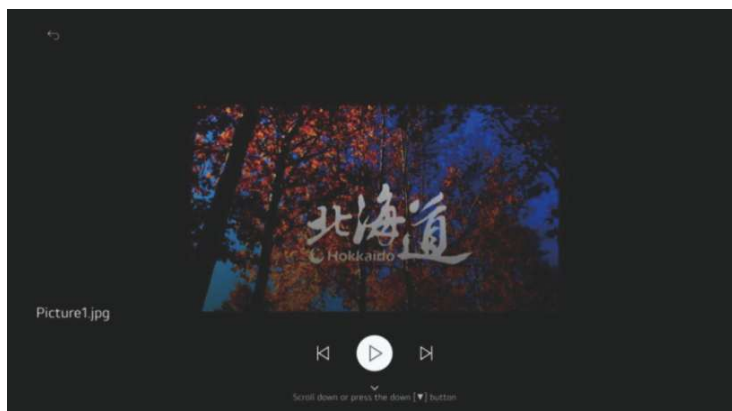 北海道
Hokkaido
Picture1.jpg
Scroll down or press the down [▼] button